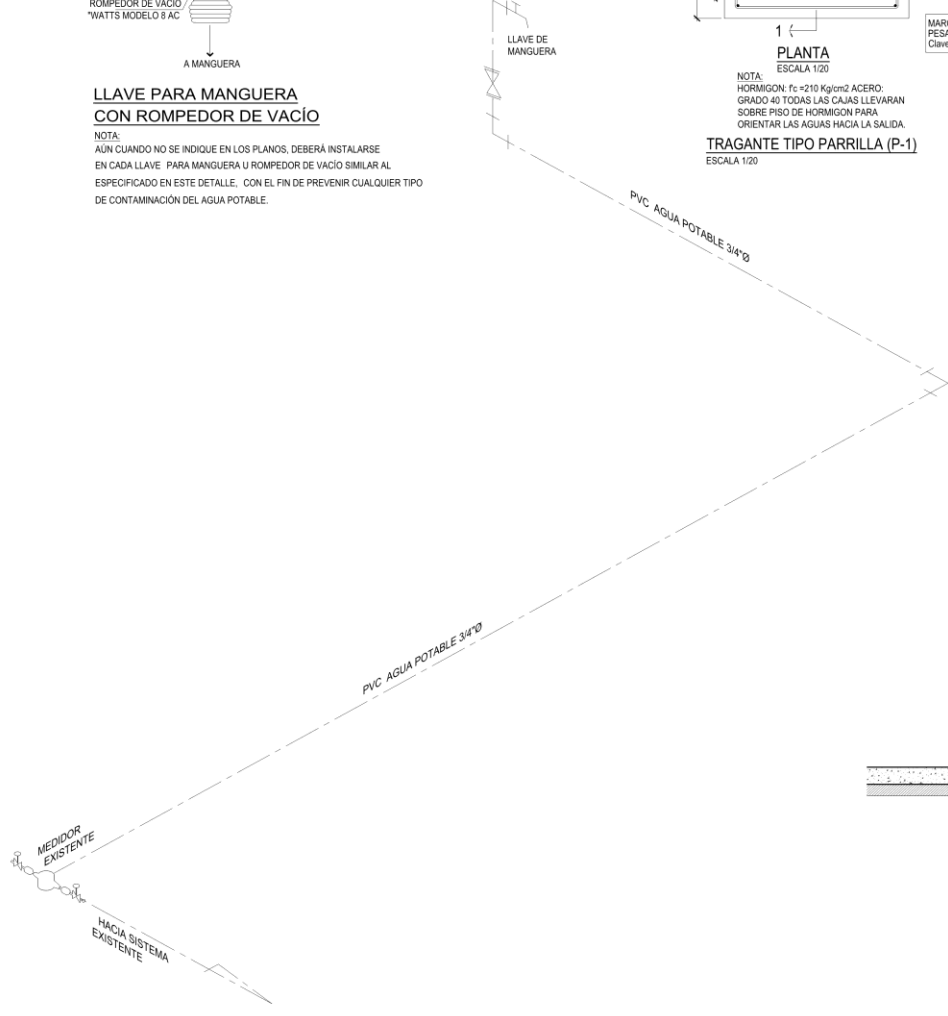 ROMPEDOR DE VACÍO
"WATTS MODELO 8 AC
A MANGUERA
LLAVE PARA MANGUERA
CON ROMPEDOR DE VACÍO
NOTA:
AÚN CUANDO NO SE INDIQUE EN LOS PLANOS, DEBERÁ INSTALARSE
EN CADA LLAVE PARA MANGUERA U ROMPEDOR DE VACÍO SIMILAR AL
ESPECIFICADO EN ESTE DETALLE, CON EL FIN DE PREVENIR CUALQUIER TIPO
DE CONTAMINACIÓN DEL AGUA POTABLE.
LLAVE DE
MANGUERA
1
PLANTA
ESCALA 1/20
NOTA:
HORMIGON: f'c =210 Kg/cm2 ACERO:
GRADO 40 TODAS LAS CAJAS LLEVARAN
SOBRE PISO DE HORMIGON PARA
ORIENTAR LAS AGUAS HACIA LA SALIDA.
TRAGANTE TIPO PARRILLA (P-1)
ESCALA 1/20
PVC AGUA POTABLE 3/4"Ø
PVC AGUA POTABLE 3/4"Ø
MEDIDOR
EXISTENTE
HACIA SISTEMA
EXISTENTE